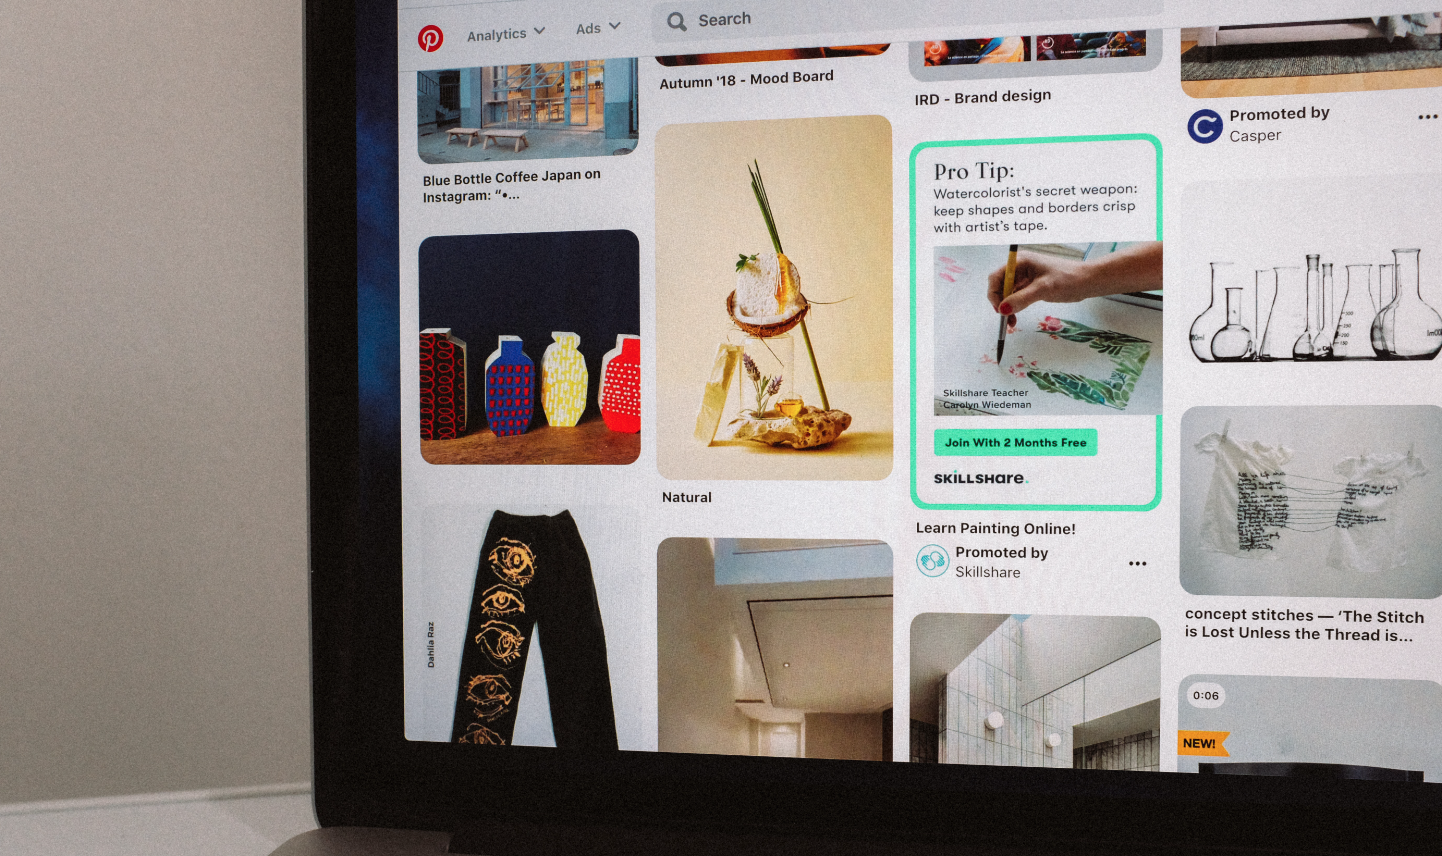 Analytics
Ads
Search
Blue Bottle Coffee Japan on
Instagram: “•...
Dahlia Raz
Autumn '18 - Mood Board
Natural
IRD - Brand design
Pro Tip:
Watercolorist's secret weapon:
keep shapes and borders crisp
with artist's tape.
Skillshare Teacher
Carolyn Wiedeman
Join With 2 Months Free
SKILLSHare.
Learn Painting Online!
Promoted by
Skillshare
Promoted by
Casper
concept stitches — ‘The Stitch
is Lost Unless the Thread is...
0:06
NEW!